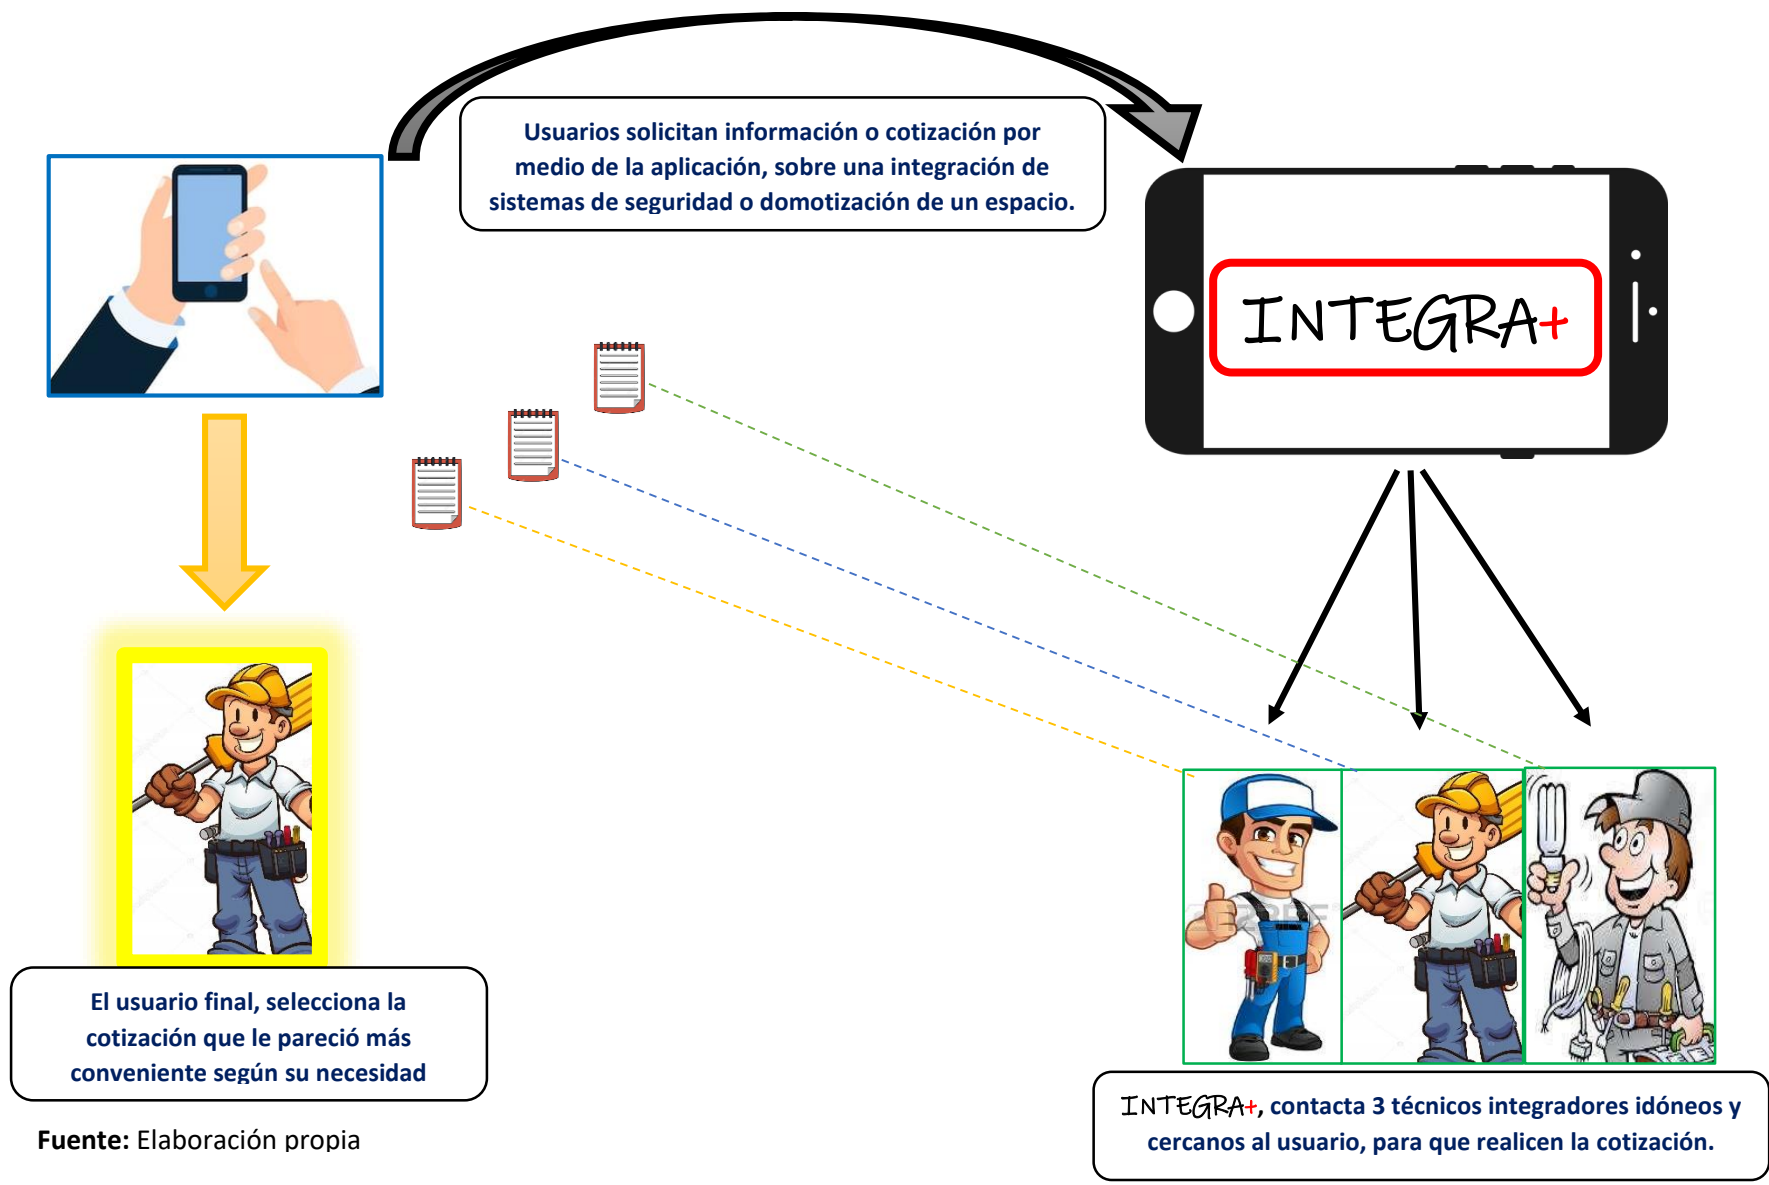 Usuarios solicitan información o cotización por
medio de la aplicación, sobre una integración de
sistemas de seguridad o domotización de un espacio.
INTEGRA+
El usuario final, selecciona la
cotización que le pareció más
conveniente según su necesidad
INTEGRA+, contacta 3 técnicos integradores idóneos y
cercanos al usuario, para que realicen la cotización.
Fuente: Elaboración propia